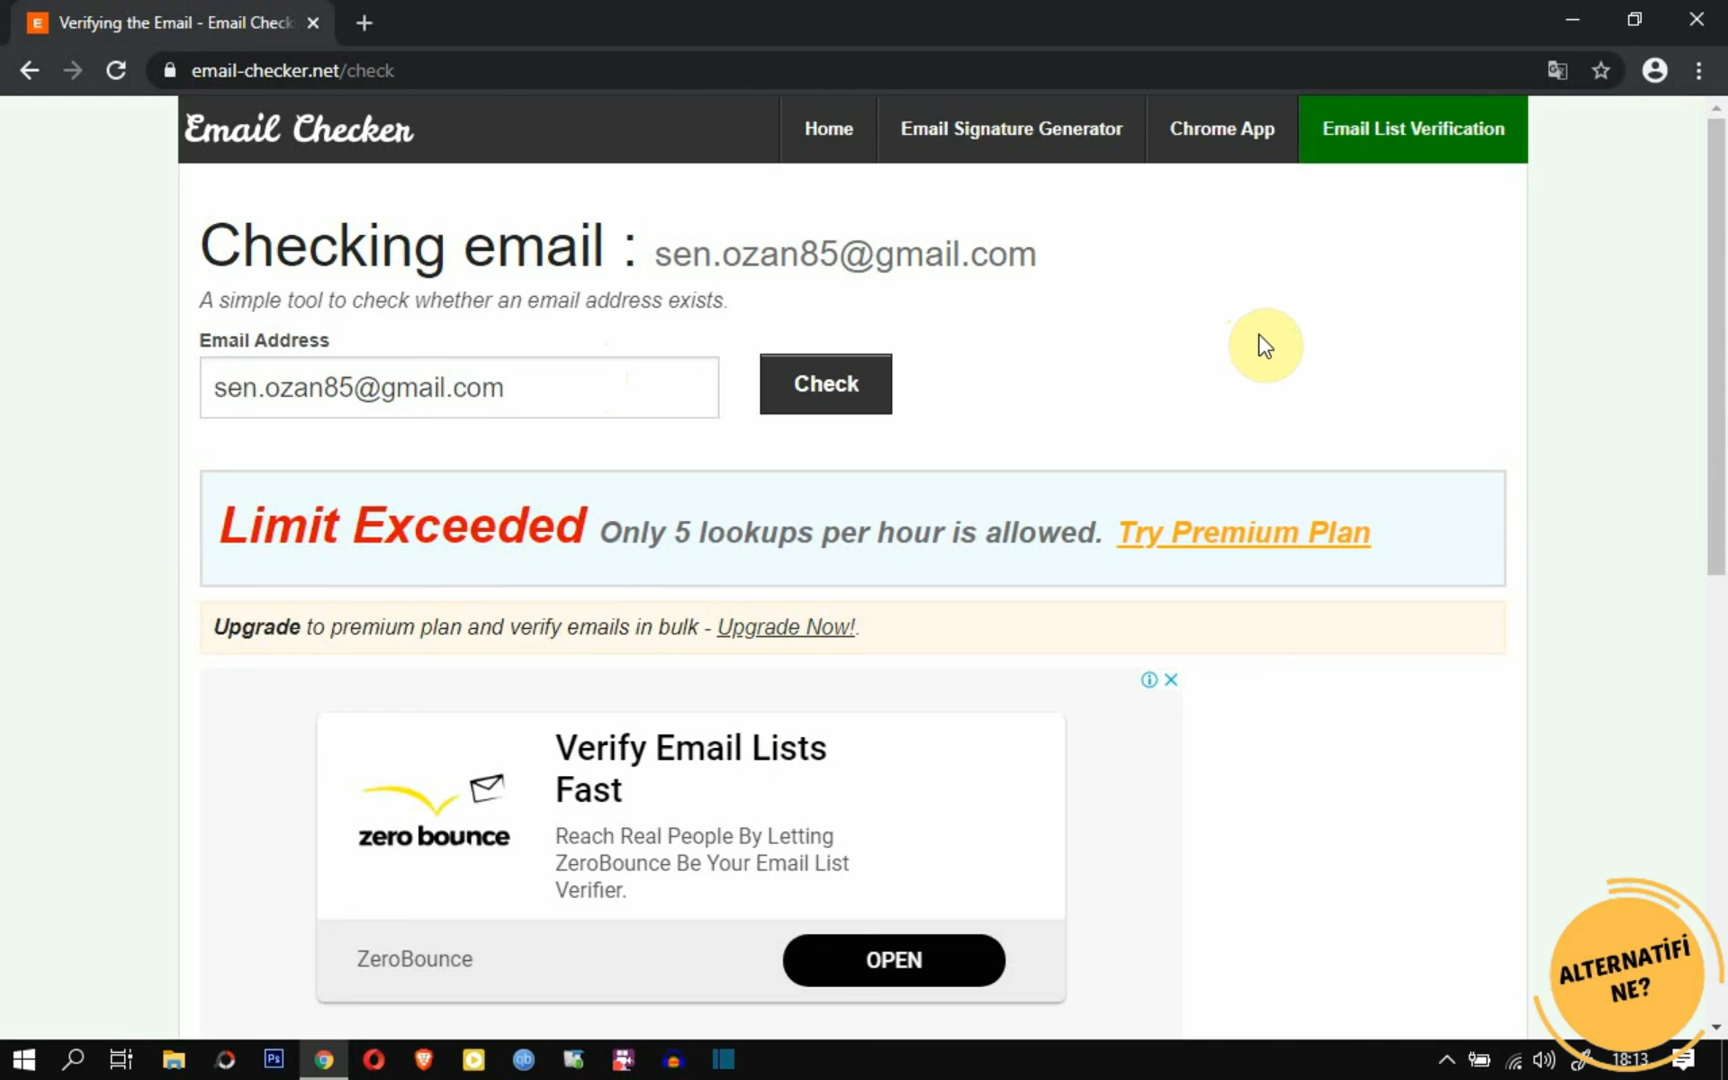 E Verifying the Email - Email Check
email-checker.net/check
Email Checker
Home
Email Signature Generator
Chrome App
Email List Verification
Checking email : sen.ozan85@gmail.com
A simple tool to check whether an email address exists.
Email Address
sen.ozan85@gmail.com
Check
Limit Exceeded Only 5 lookups per hour is allowed. Try Premium Plan
Upgrade to premium plan and verify emails in bulk - Upgrade Now!.
Verify Email Lists
Fast
zero bounce
Reach Real People By Letting
ZeroBounce Be Your Email List
Verifier.
ZeroBounce
OPEN
ALTERNATİFİ
NE?
Ps
qb
18:13